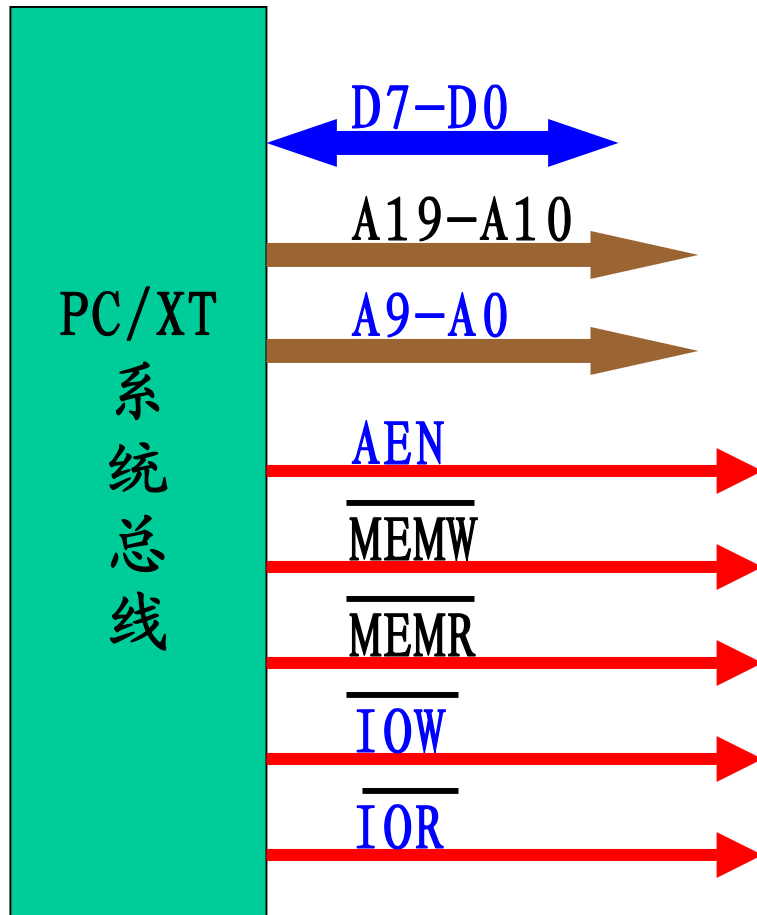 D7-D0
A19-A10
A9-A0
PC/XT
系
统
总
线
AEN
MEMW
MEMR
IOW
IOR